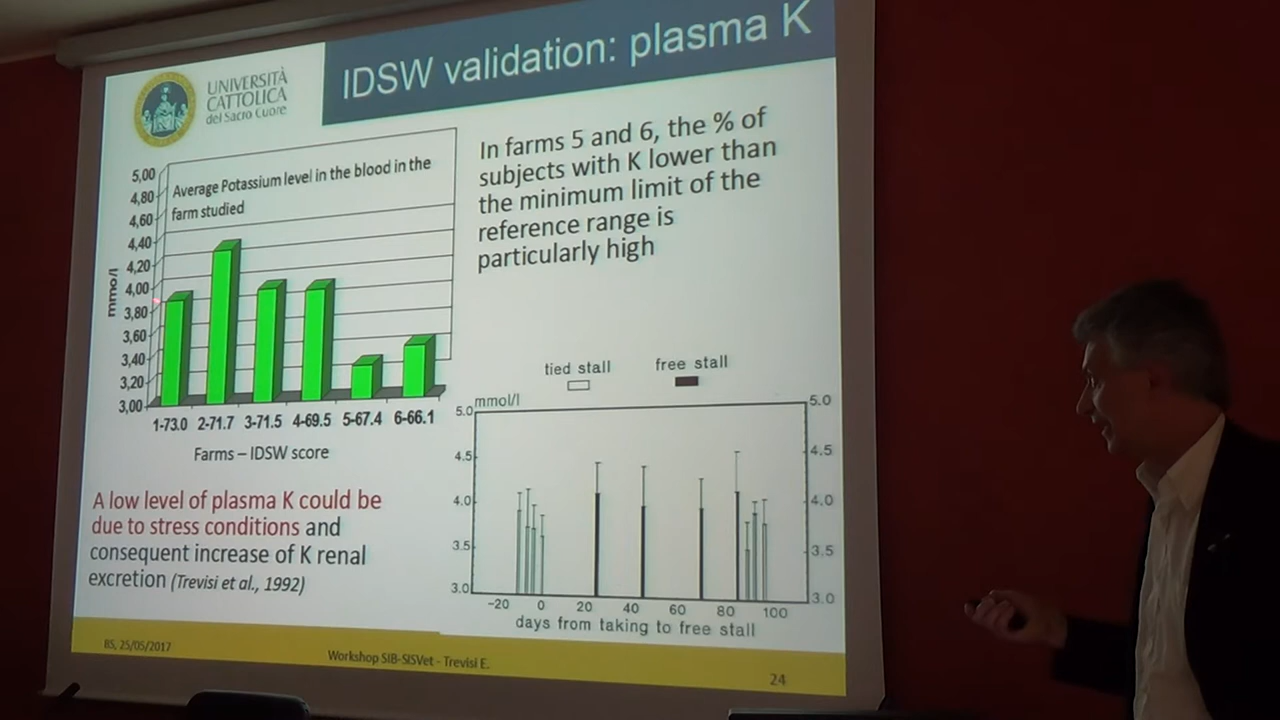 IDSW validation: plasma K
UNIVERSITÀ
CATTOLICA
del Sacro Cuore
In farms 5 and 6, the % of
subjects with K lower than
the minimum limit of the
reference range is
particularly high
Average Potassium level in the blood in the
farm studied
5,00
4,80
4,60
4,40
4,20
4,00
3,80
3,60
3,40
3,20
3,00
mmo/l
1-73.0 2-71.7 3-71.5 4-69.5 5-67.4 6-66.1
Farms – IDSW score
A low level of plasma K could be
due to stress conditions and
consequent increase of K renal
excretion (Trevisi et al., 1992)
tied stall free stall
mmol/l
5.0 5.0
4.5 4.5
4.0 4.0
3.5 3.5
3.0 3.0
-20 0 20 40 60 80 100
days from taking to free stall
BS, 25/05/2017
Workshop SIB-SISVet - Trevisi E.
24